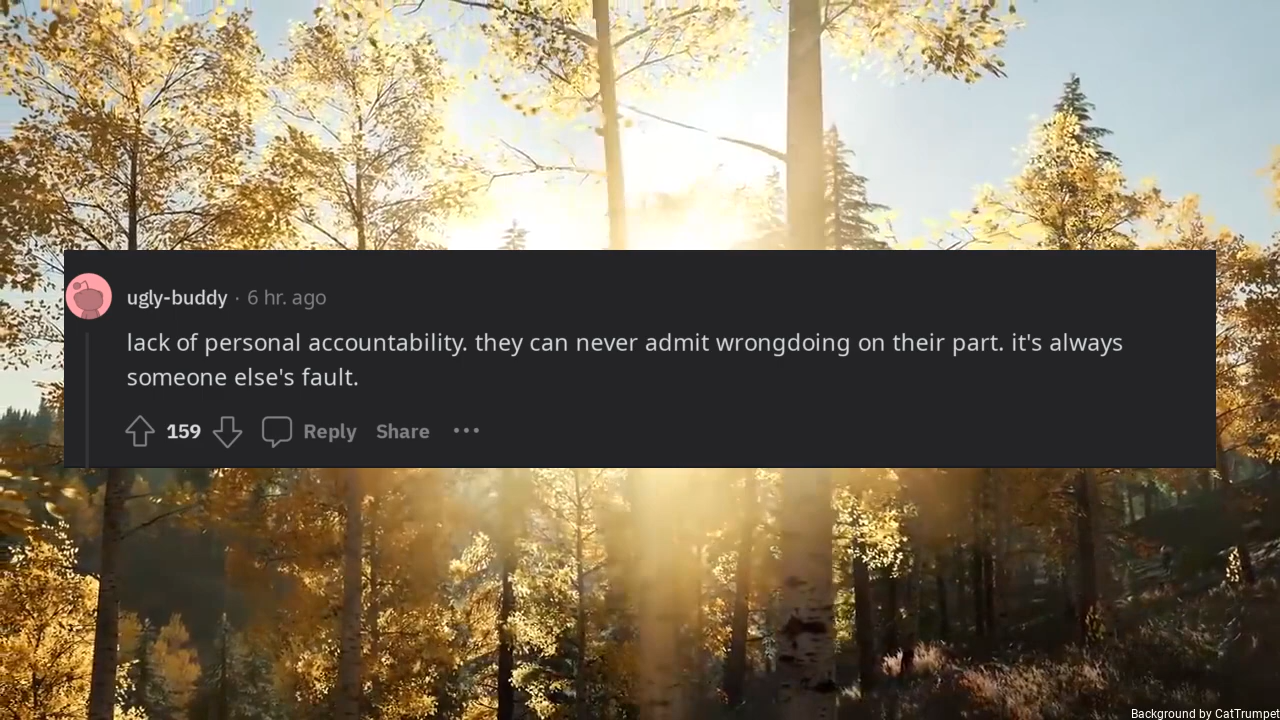 ugly-buddy · 6 hr. ago
lack of personal accountability. they can never admit wrongdoing on their part. it's always
someone else's fault.
159 Reply Share
Background by CatTrumpet